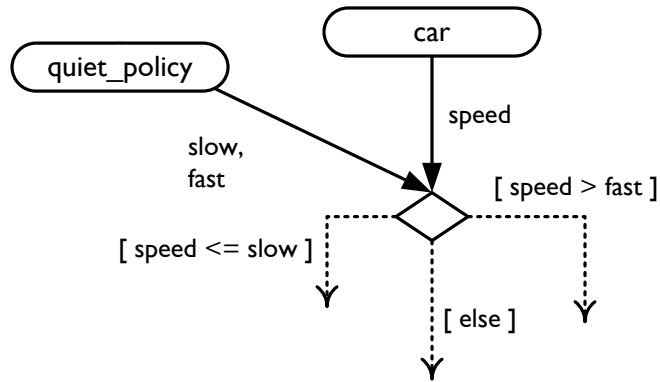 car
quiet_policy
speed
slow,
fast
[ speed > fast ]
[ speed <= slow ]
[ else ]